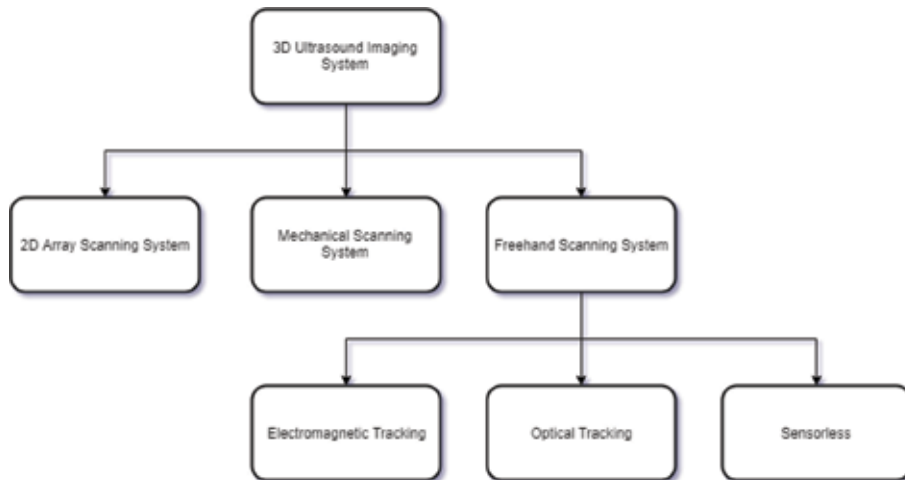 3D Ultrasound Imaging
System
2D Array Scanning System
Mechanical Scanning
System
Freehand Scanning System
Electromagnetic Tracking
Optical Tracking
Sensorless